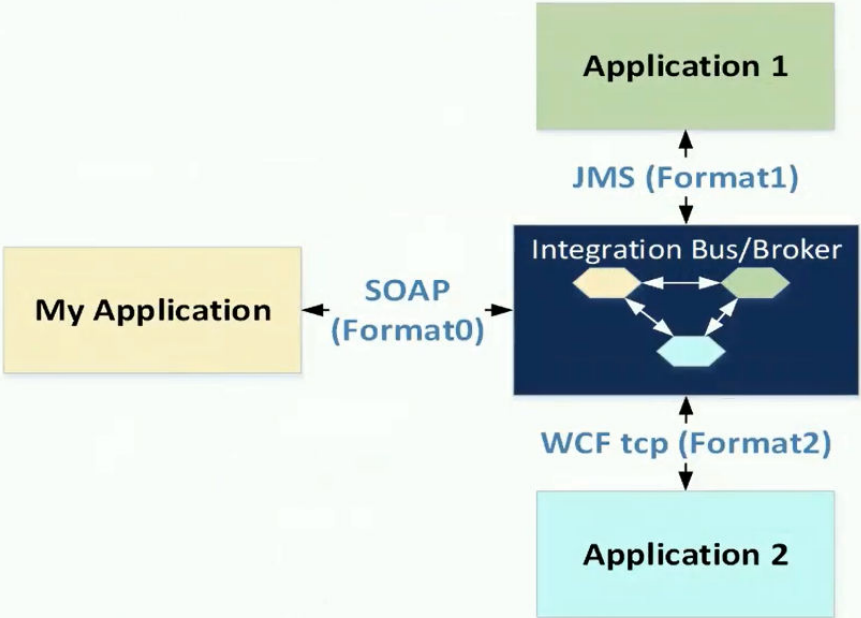 Application 1
JMS (Format1)
Integration Bus/Broker
My Application
SOAP
(Format0)
WCF tcp (Format2)
Application 2